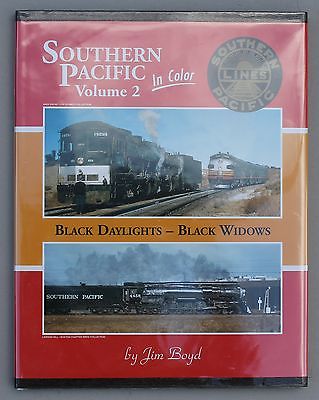 SOUTHERN
PACIFIC In Color
Volume 2
SOUTHERN
LINES
PACIFIC
BLACK DAYLIGHTS – BLACK WIDOWS
SOUTHERN PACIFIC
by Jim Boyd